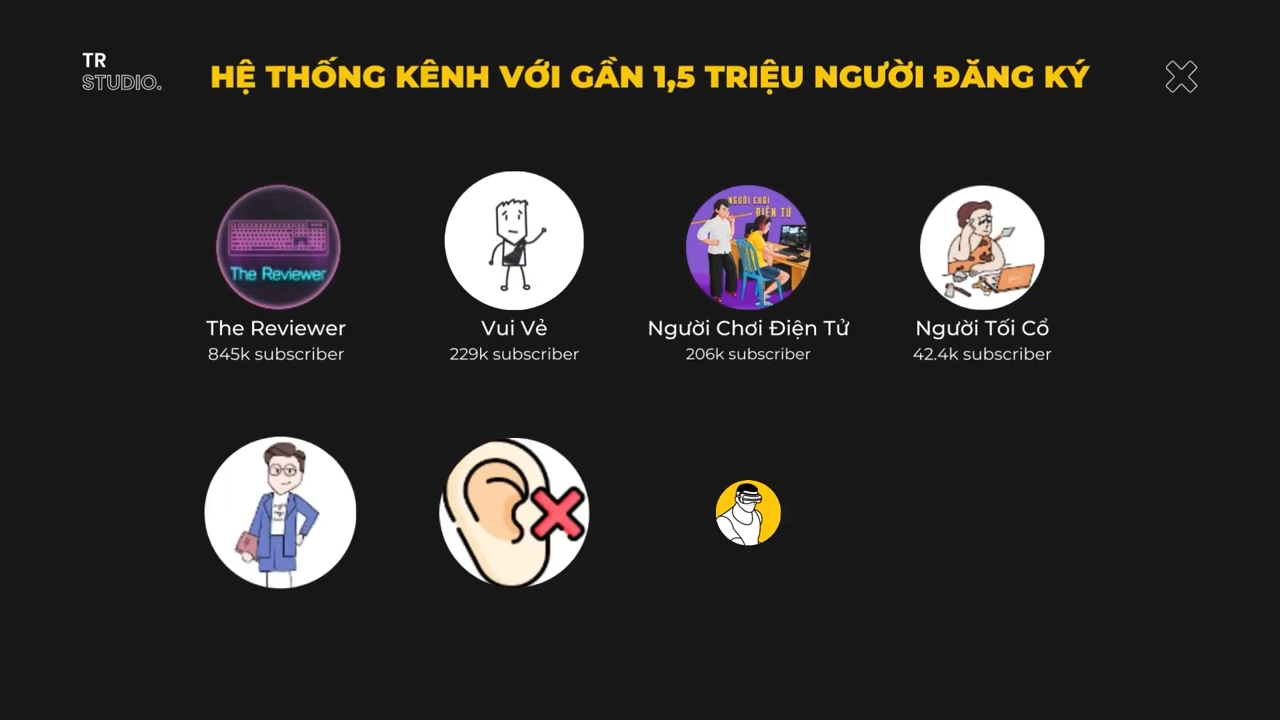 TR
STUDIO.
HỆ THỐNG KÊNH VỚI GẦN 1,5 TRIỆU NGƯỜI ĐĂNG KÝ
The Reviewer
NGƯỜI CHƠI
ĐIỆN TỬ
The Reviewer
Vui Vẻ
Người Chơi Điện Tử
Người Tối Cổ
845k subscriber
229k subscriber
206k subscriber
42.4k subscriber